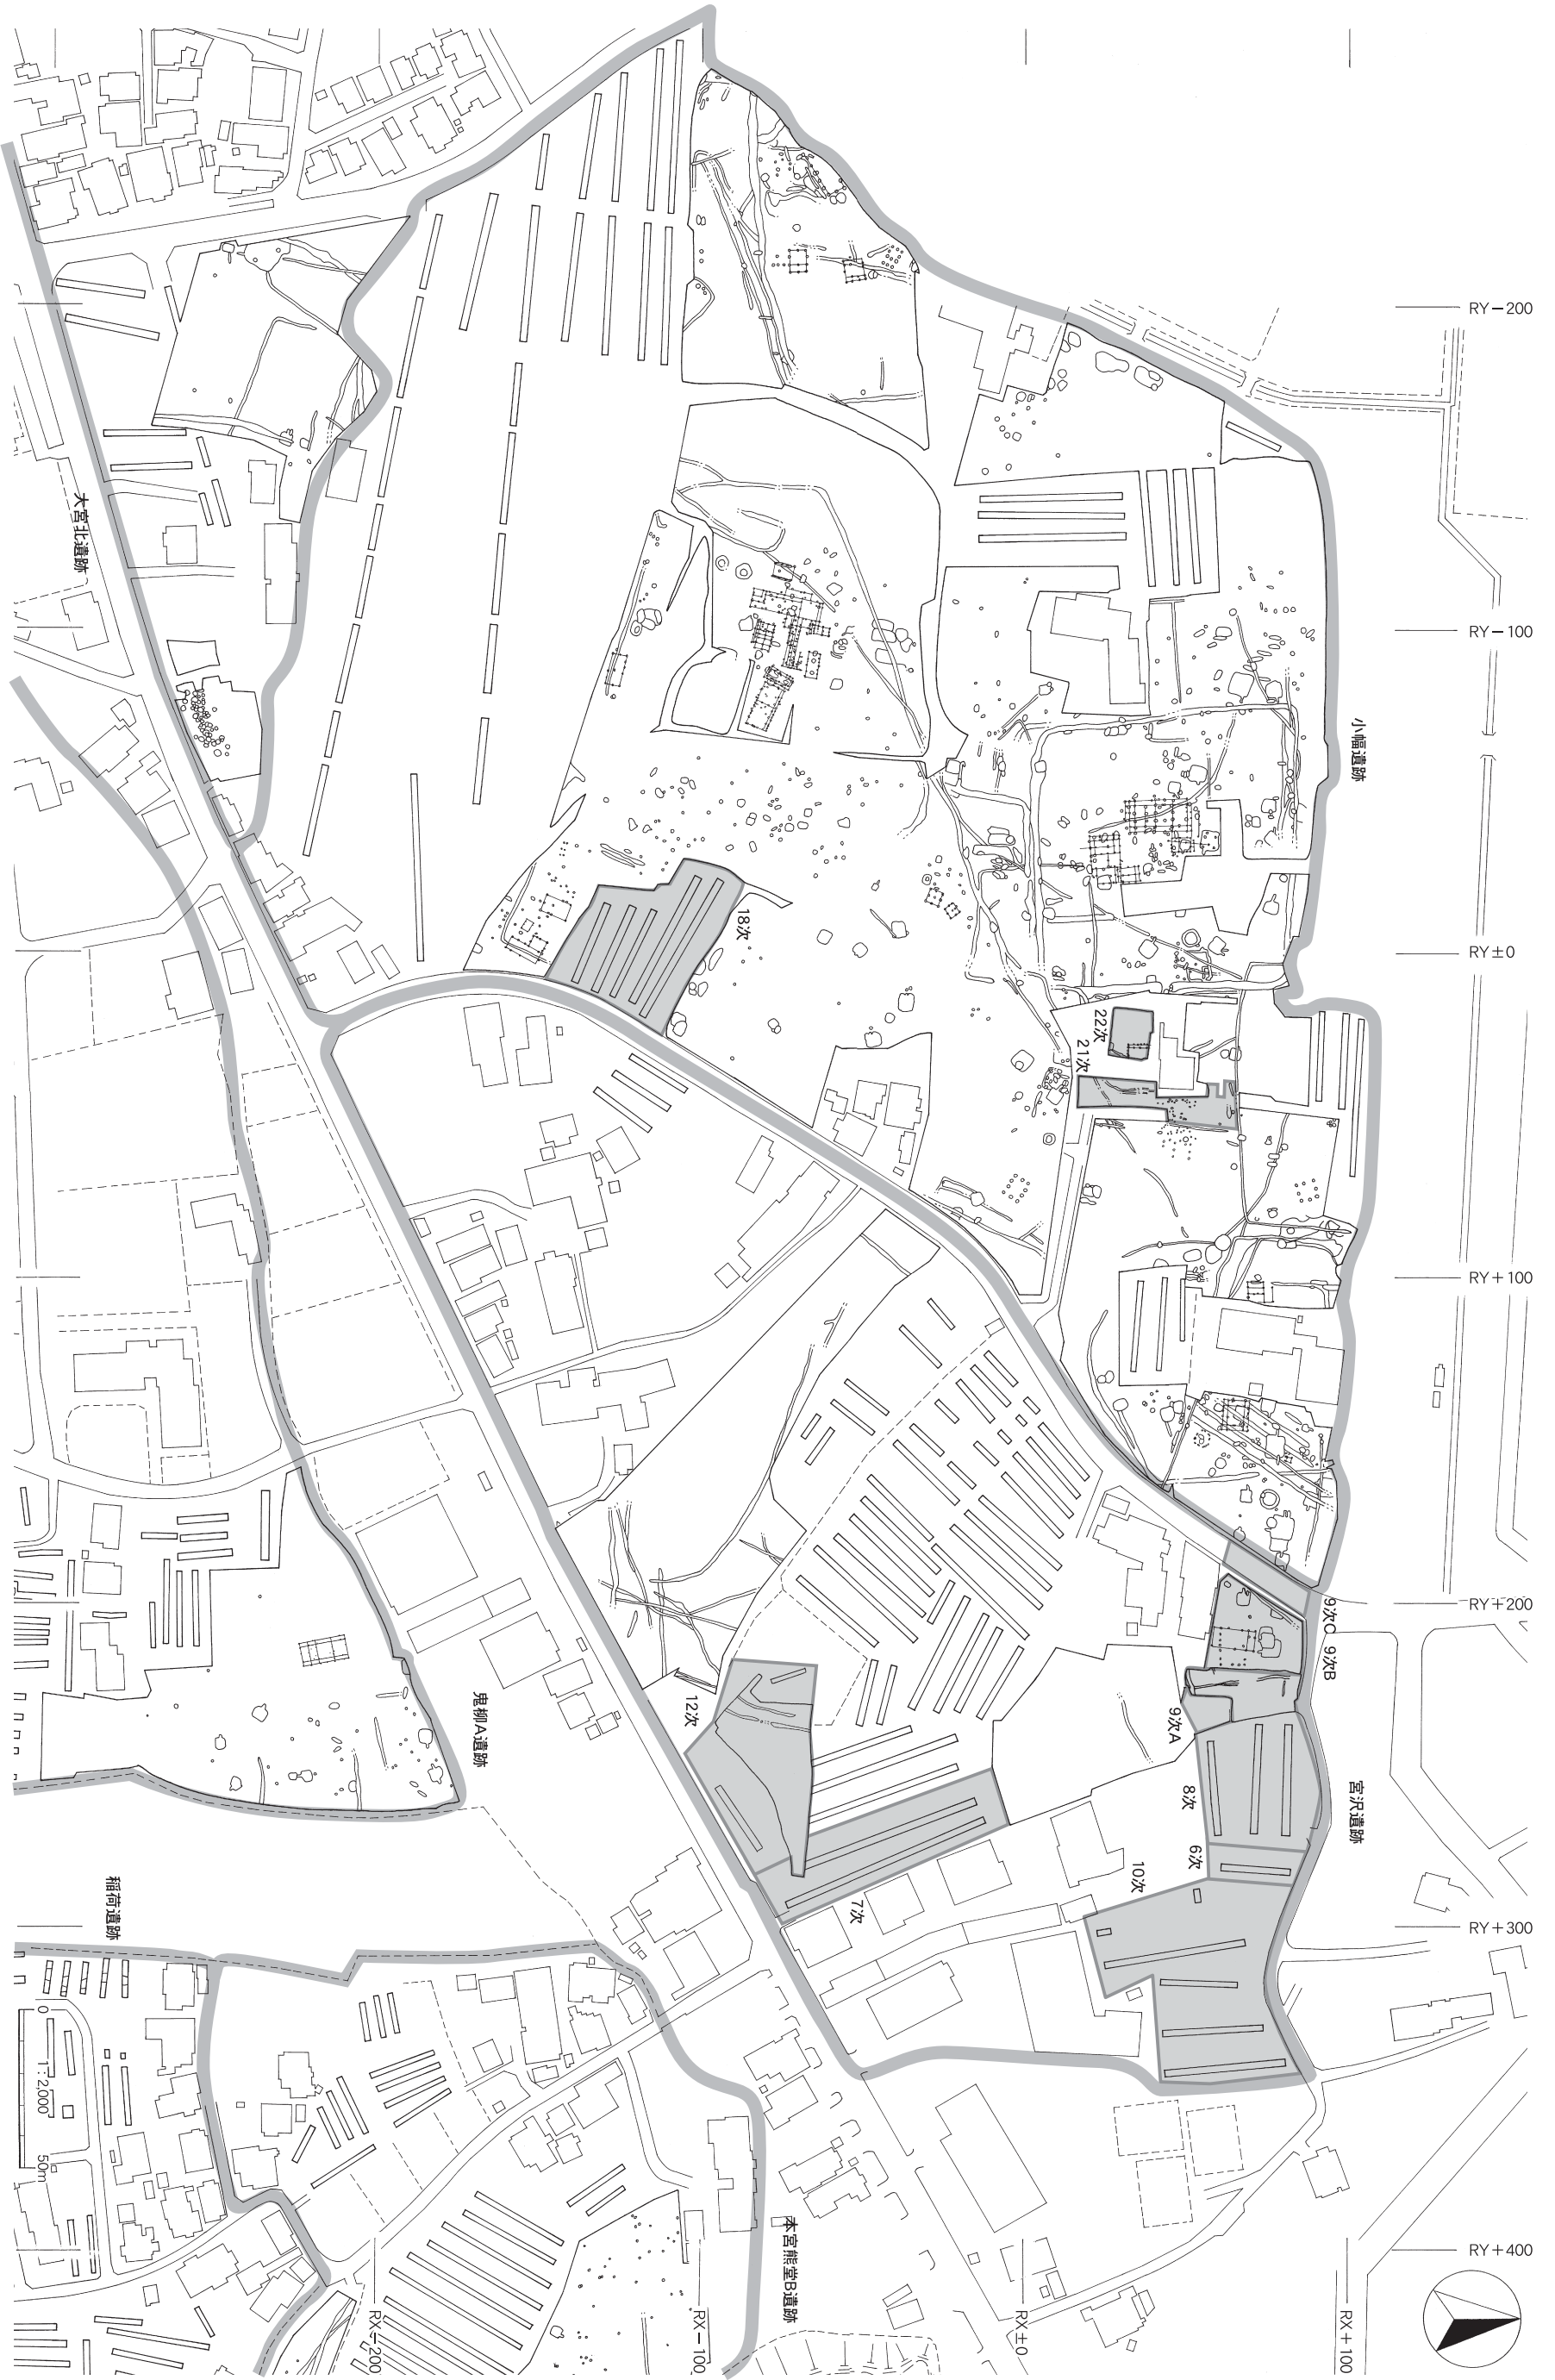 RY−200
大宮北遺跡
RY−100
小幅遺跡
18次
RY±0
22次
21次
RY+100
RY+200
9次C
9次B
12次
鬼柳A遺跡
9次A
8次
宮沢遺跡
6次
10次
7次
稲荷遺跡
RY+300
0
1:2,000
50m
本宮熊堂B遺跡
RY+400
RX−200
RX−100
RX±0
RX+100